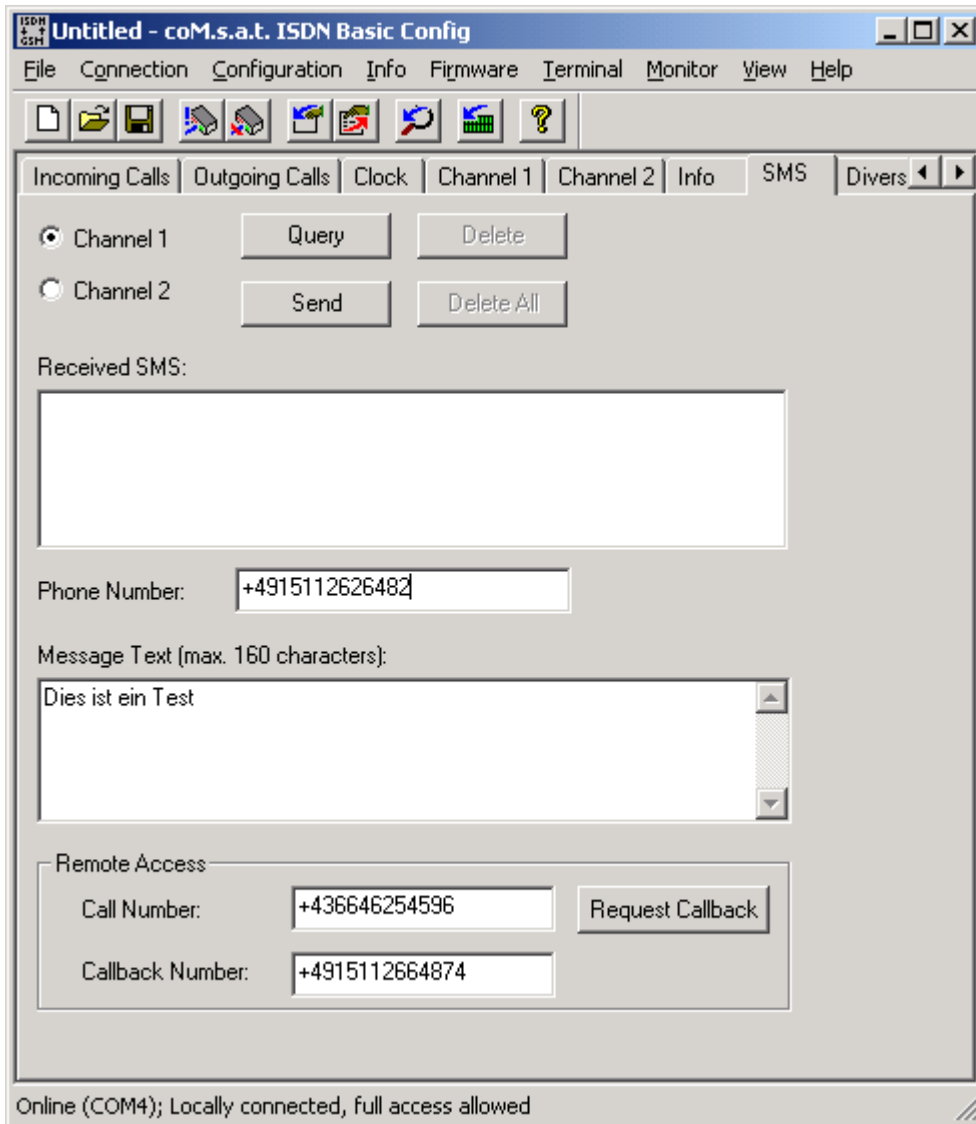 ISDN GSM Untitled - coM.s.a.t. ISDN Basic Config
File Connection Configuration Info Firmware Terminal Monitor View Help
Incoming Calls Outgoing Calls Clock Channel 1 Channel 2 Info SMS Divers
Channel 1 Query Delete
Channel 2 Send Delete All
Received SMS:
Phone Number: +4915112626482
Message Text (max. 160 characters):
Dies ist ein Test
Remote Access
Call Number: +436646254596 Request Callback
Callback Number: +4915112664874
Online (COM4); Locally connected, full access allowed